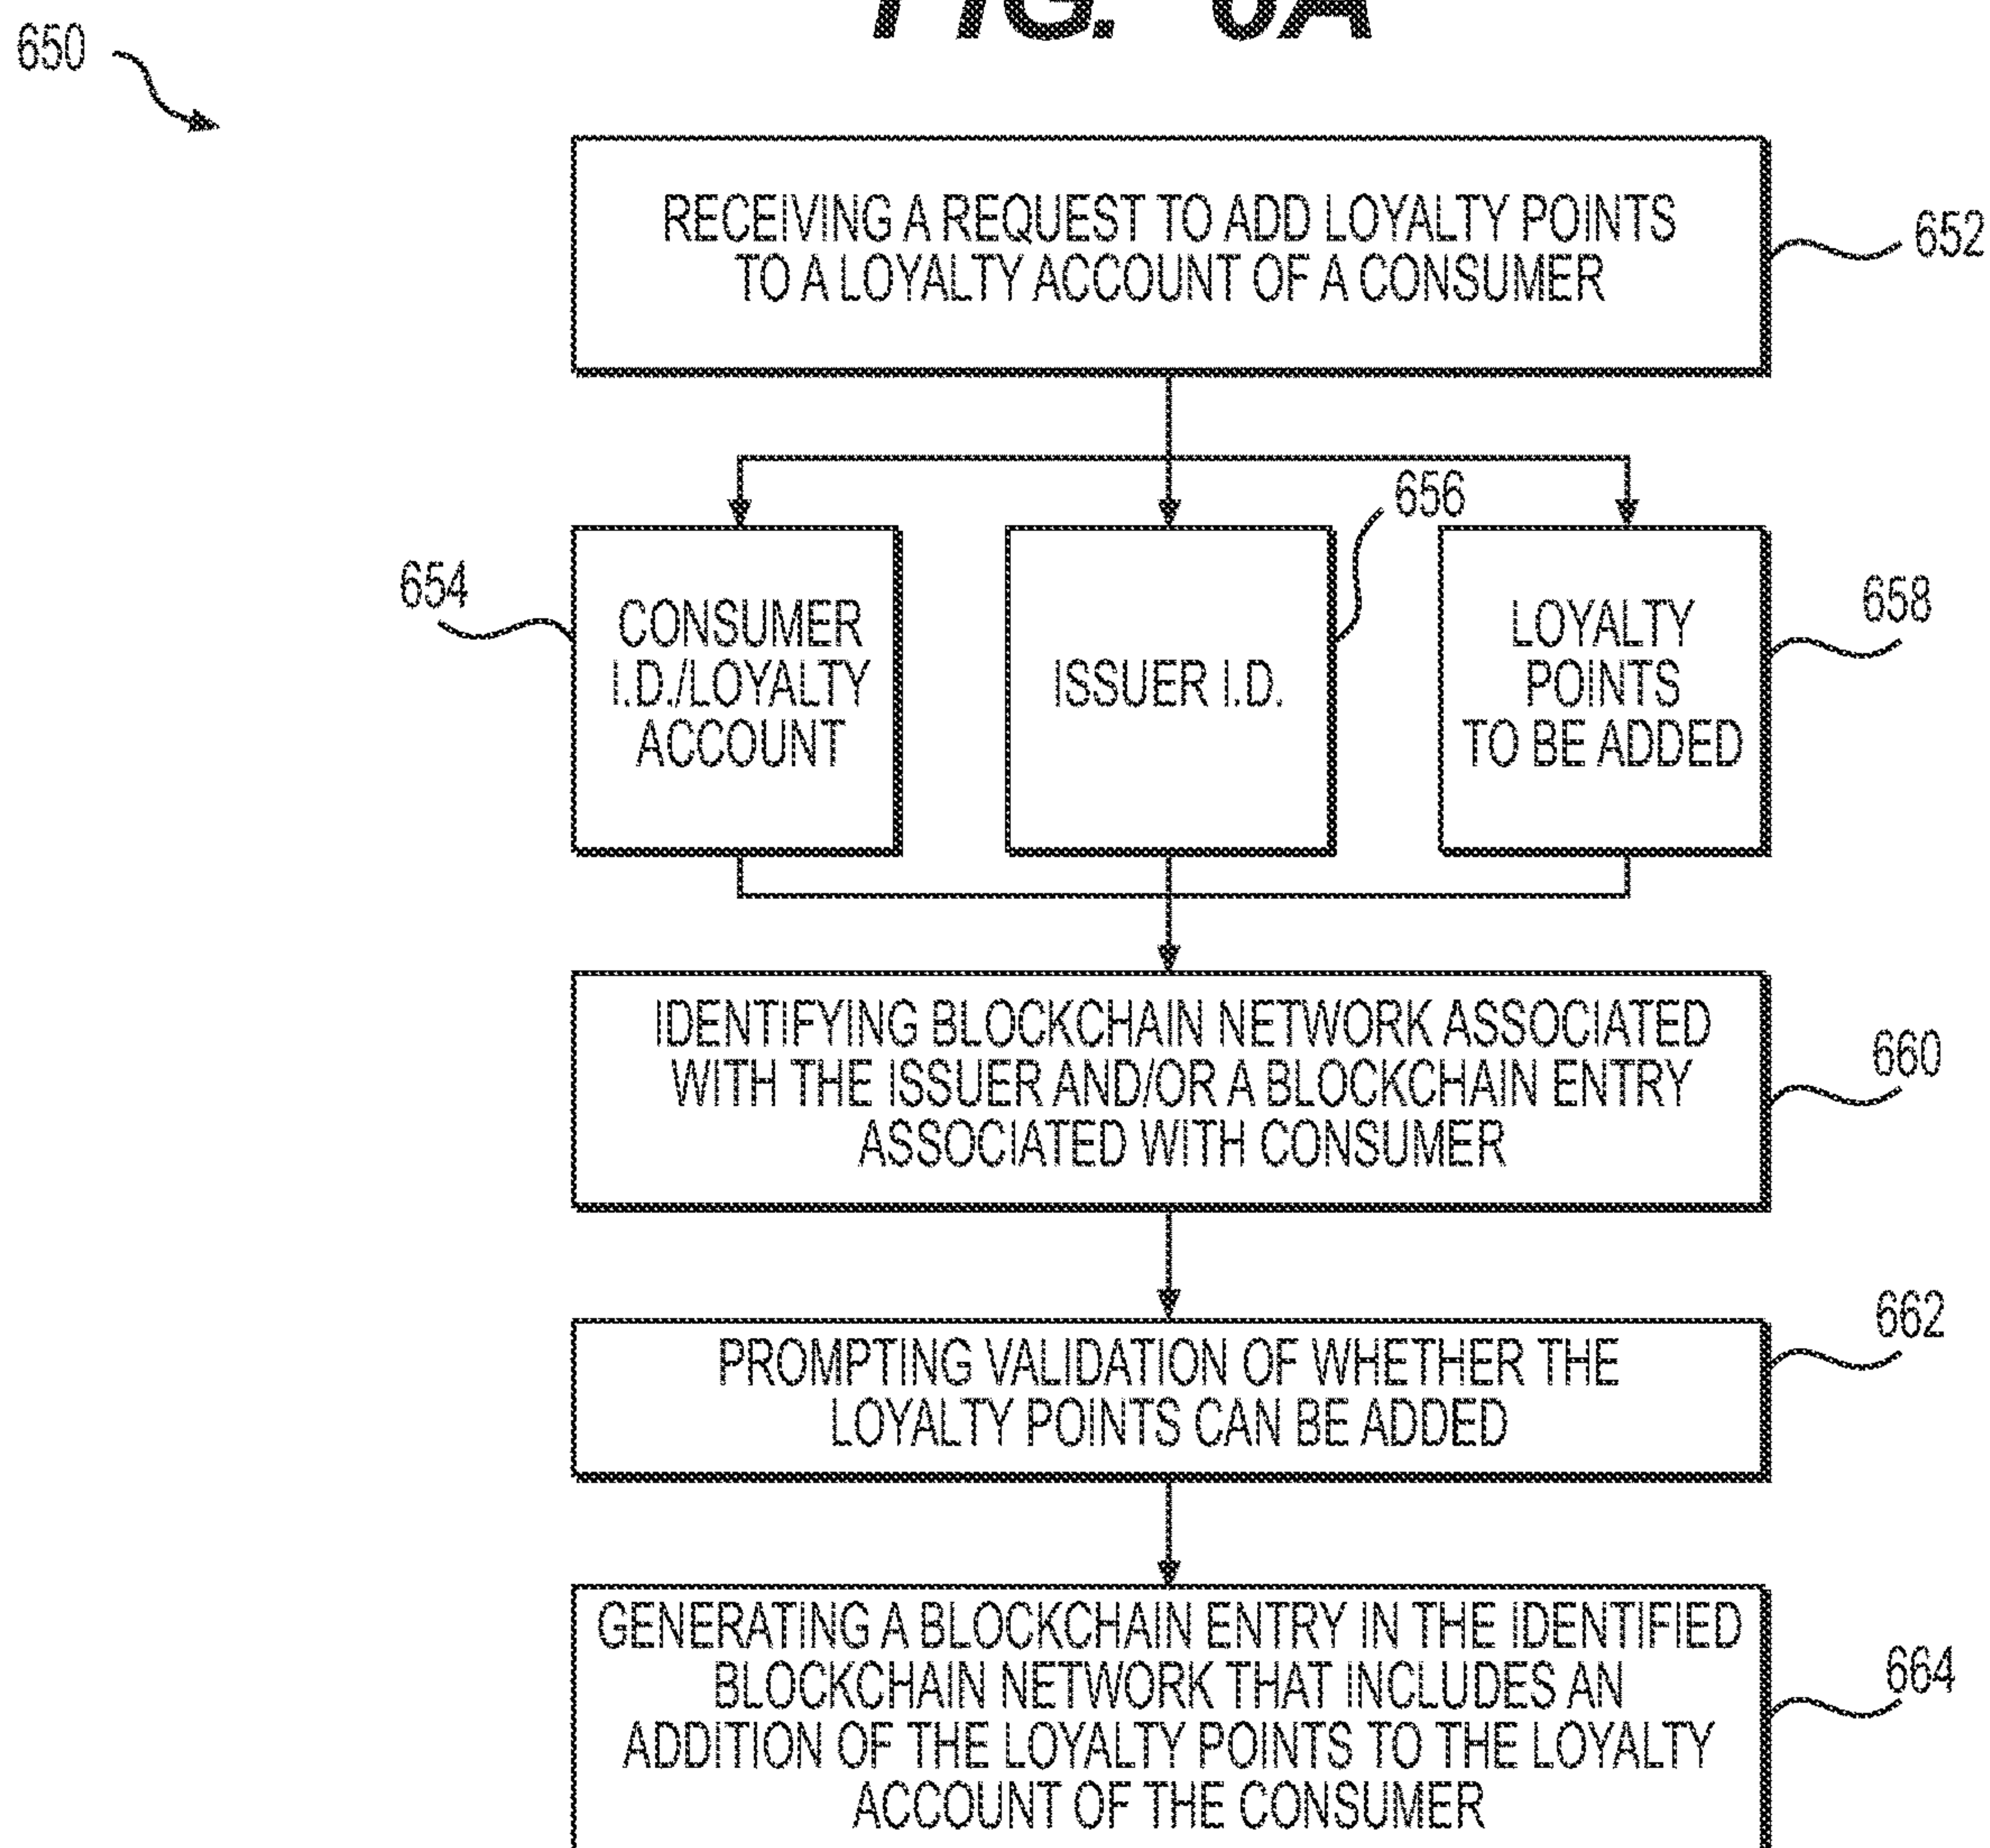 FIG. 6A
650
RECEIVING A REQUEST TO ADD LOYALTY POINTS
TO A LOYALTY ACCOUNT OF A CONSUMER
652
654
CONSUMER
I.D./LOYALTY
ACCOUNT
656
ISSUER I.D.
658
LOYALTY
POINTS
TO BE ADDED
IDENTIFYING BLOCKCHAIN NETWORK ASSOCIATED
WITH THE ISSUER AND/OR A BLOCKCHAIN ENTRY
ASSOCIATED WITH CONSUMER
660
PROMPTING VALIDATION OF WHETHER THE
LOYALTY POINTS CAN BE ADDED
662
GENERATING A BLOCKCHAIN ENTRY IN THE IDENTIFIED
BLOCKCHAIN NETWORK THAT INCLUDES AN
ADDITION OF THE LOYALTY POINTS TO THE LOYALTY
ACCOUNT OF THE CONSUMER
664